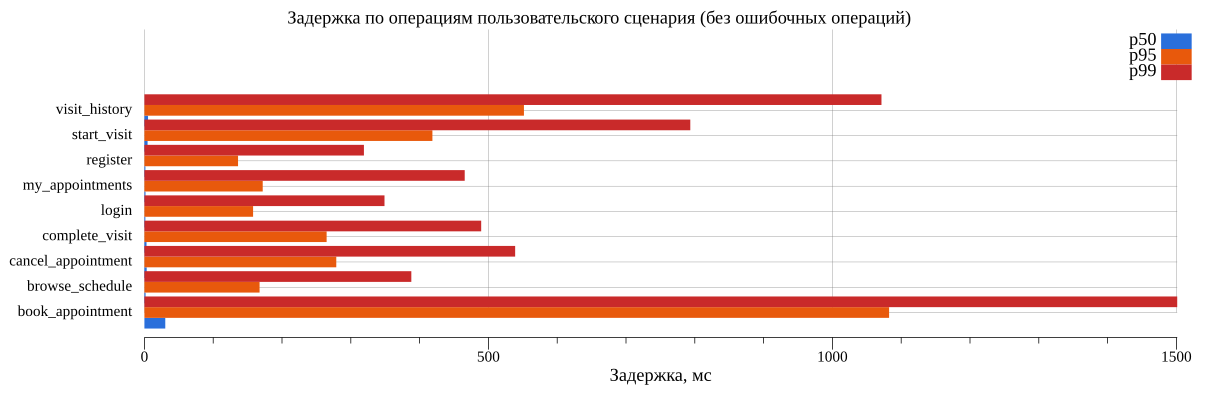 Задержка по операциям пользовательского сценария (без ошибочных операций)
p50
p95
p99
visit_history
start_visit
register
my_appointments
login
complete_visit
cancel_appointment
browse_schedule
book_appointment
0 500 1000 1500
Задержка, мс